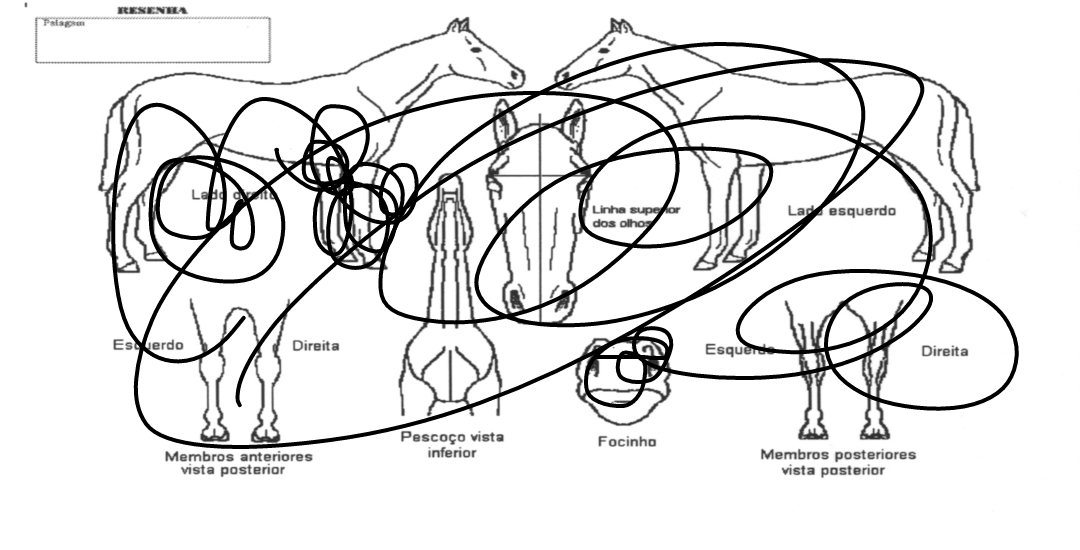 RESENHA
Pelagem
Lado direito
Linha superior
dos olhos
Lado esquerdo
Esquerdo
Direita
Esquerdo
Direita
Membros anteriores
vista posterior
Pescoço vista
inferior
Focinho
Membros posteriores
vista posterior